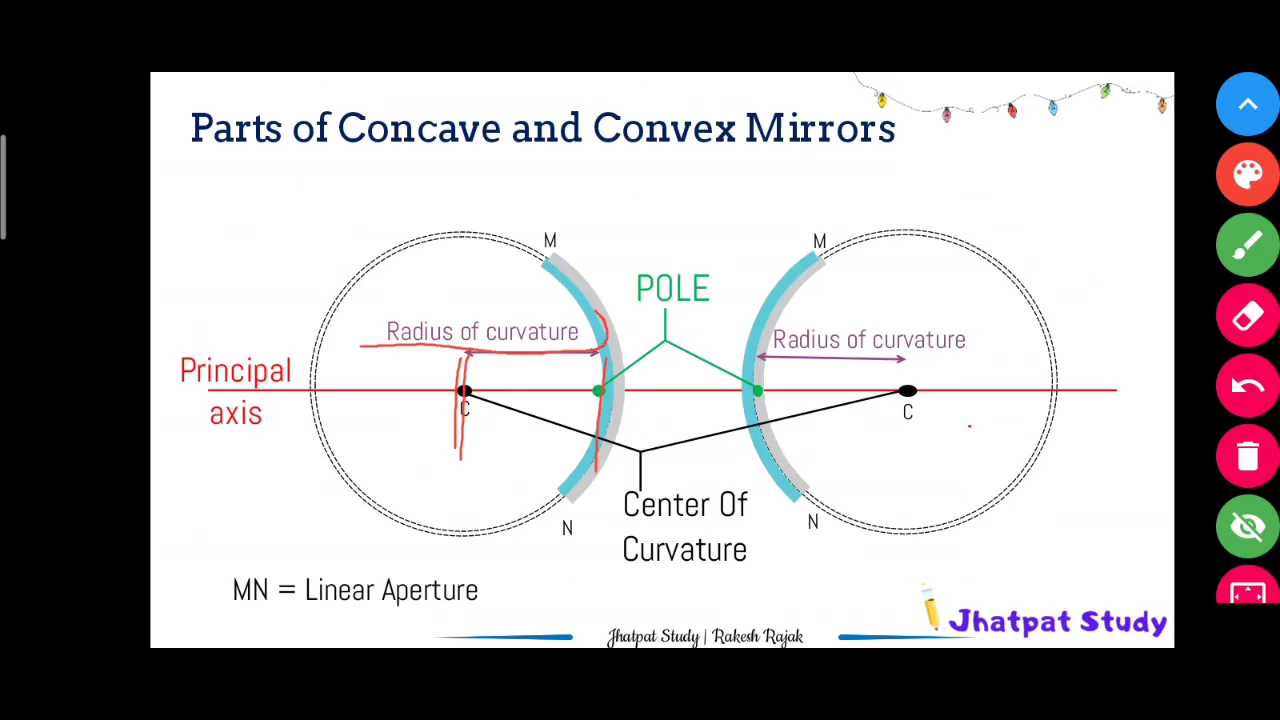 Parts of Concave and Convex Mirrors
M
M
POLE
Radius of curvature
Radius of curvature
Principal
axis
C
C
Center Of
Curvature
N
N
MN = Linear Aperture
Jhatpat Study
Jhatpat Study | Rakesh Rajak